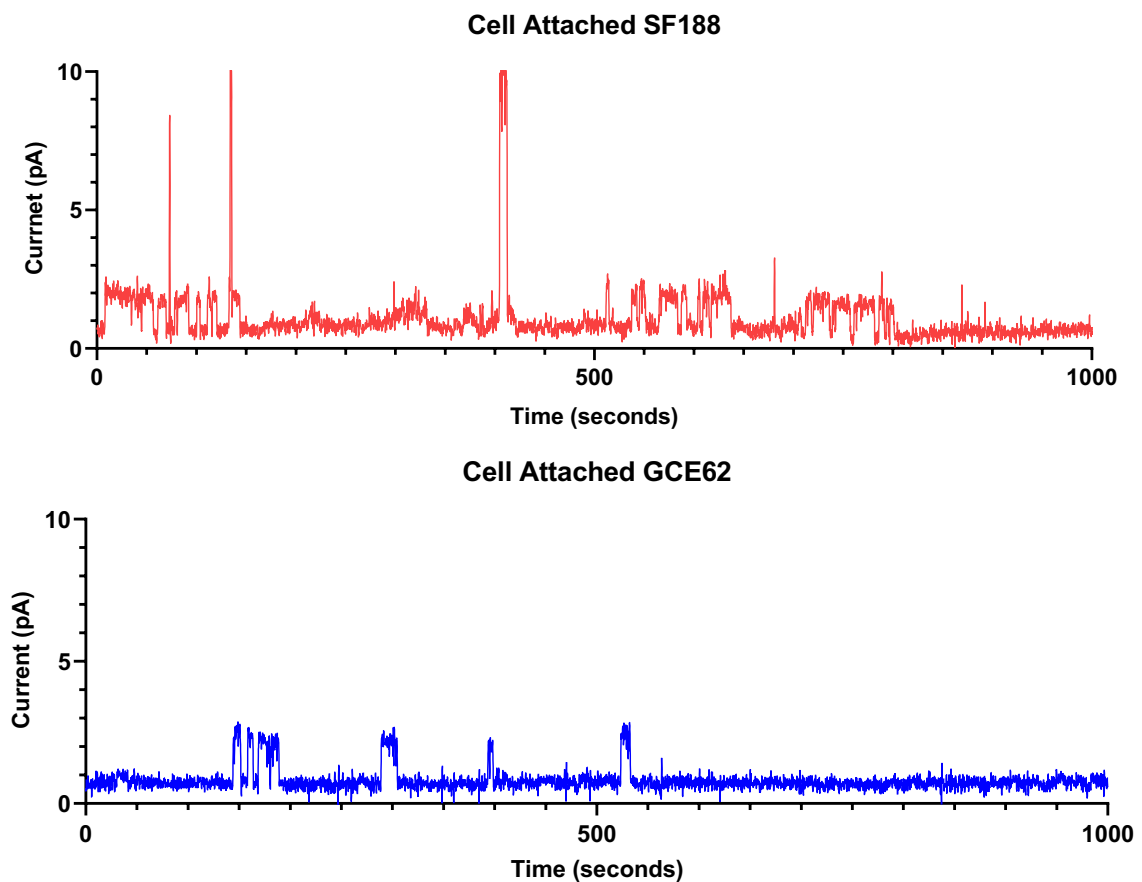 Cell Attached SF188
10
5
0
Currnet (pA)
0 500 1000
Time (seconds)
Cell Attached GCE62
10
5
0
Current (pA)
0 500 1000
Time (seconds)